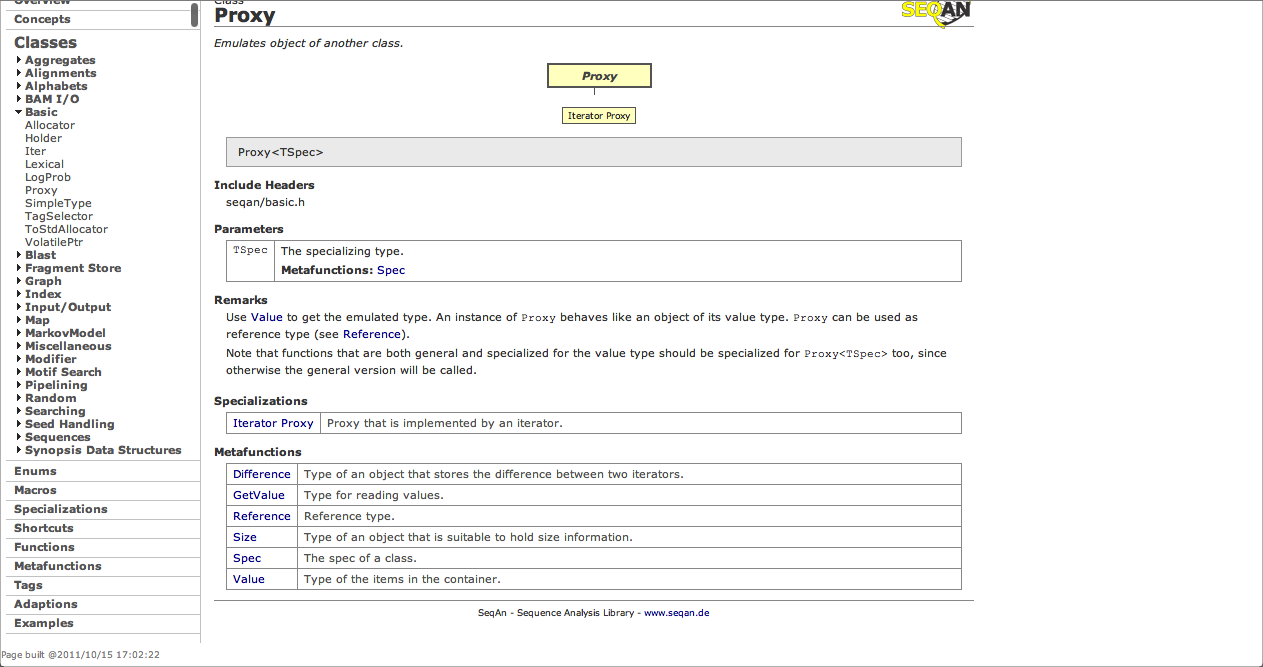 Overview
Concepts
Classes
Aggregates
Alignments
Alphabets
BAM I/O
Basic
Allocator
Holder
Iter
Lexical
LogProb
Proxy
SimpleType
TagSelector
ToStdAllocator
VolatilePtr
Blast
Fragment Store
Graph
Index
Input/Output
Map
MarkovModel
Miscellaneous
Modifier
Motif Search
Pipelining
Random
Searching
Seed Handling
Sequences
Synopsis Data Structures
Enums
Macros
Specializations
Shortcuts
Functions
Metafunctions
Tags
Adaptions
Examples
Page built @2011/10/15 17:02:22
Class
Proxy
SEQAN
Emulates object of another class.
Proxy
Iterator Proxy
Proxy<TSpec>
Include Headers
seqan/basic.h
Parameters
TSpec The specializing type.
Metafunctions: Spec
Remarks
Use Value to get the emulated type. An instance of Proxy behaves like an object of its value type. Proxy can be used as
reference type (see Reference).
Note that functions that are both general and specialized for the value type should be specialized for Proxy<TSpec> too, since
otherwise the general version will be called.
Specializations
Iterator Proxy Proxy that is implemented by an iterator.
Metafunctions
Difference Type of an object that stores the difference between two iterators.
GetValue Type for reading values.
Reference Reference type.
Size Type of an object that is suitable to hold size information.
Spec The spec of a class.
Value Type of the items in the container.
SeqAn - Sequence Analysis Library - www.seqan.de